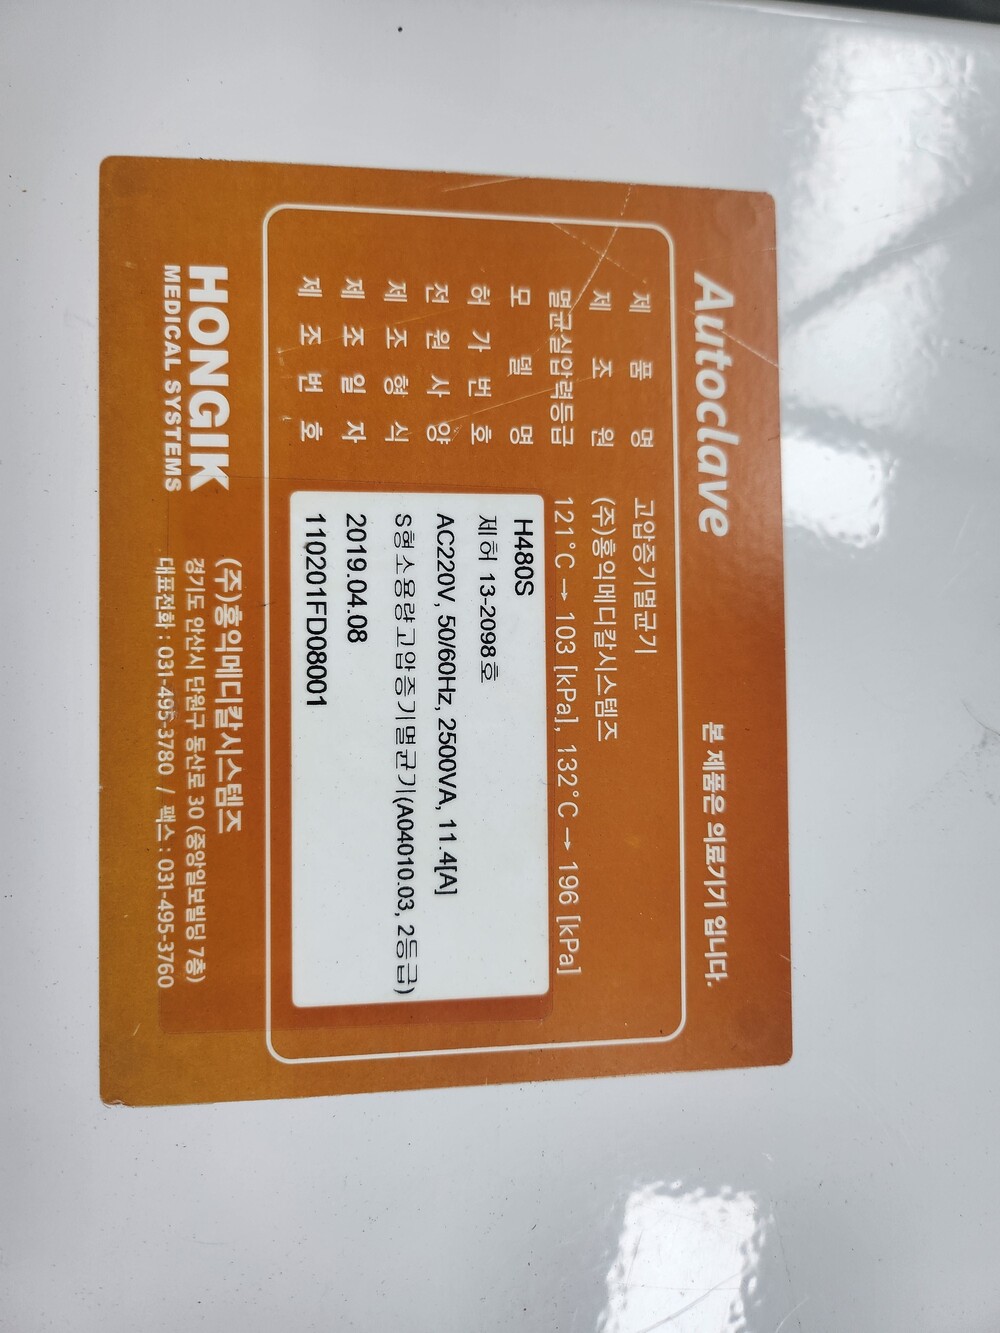 Autoclave
본 제품은 의료기기 입니다.
제 품 명 고압증기멸균기
제 조 원 (주)홍익메디칼시스템즈
멸균실압력등급 121°C → 103 [kPa], 132°C → 196 [kPa]
모 델 명 H480S
허 가 번 호 제허 13-2098호
전 원 사 양 AC220V, 50/60Hz, 2500VA, 11.4[A]
제 조 형 식 S형소용량고압증기멸균기(A04010.03, 2등급)
제 조 일 자 2019.04.08
제 조 번 호 110201FD08001
HONGIK
MEDICAL SYSTEMS
(주)홍익메디칼시스템즈
경기도 안산시 단원구 동산로 30 (중앙일보빌딩 7층)
대표전화 : 031-495-3780 / 팩스 : 031-495-3760